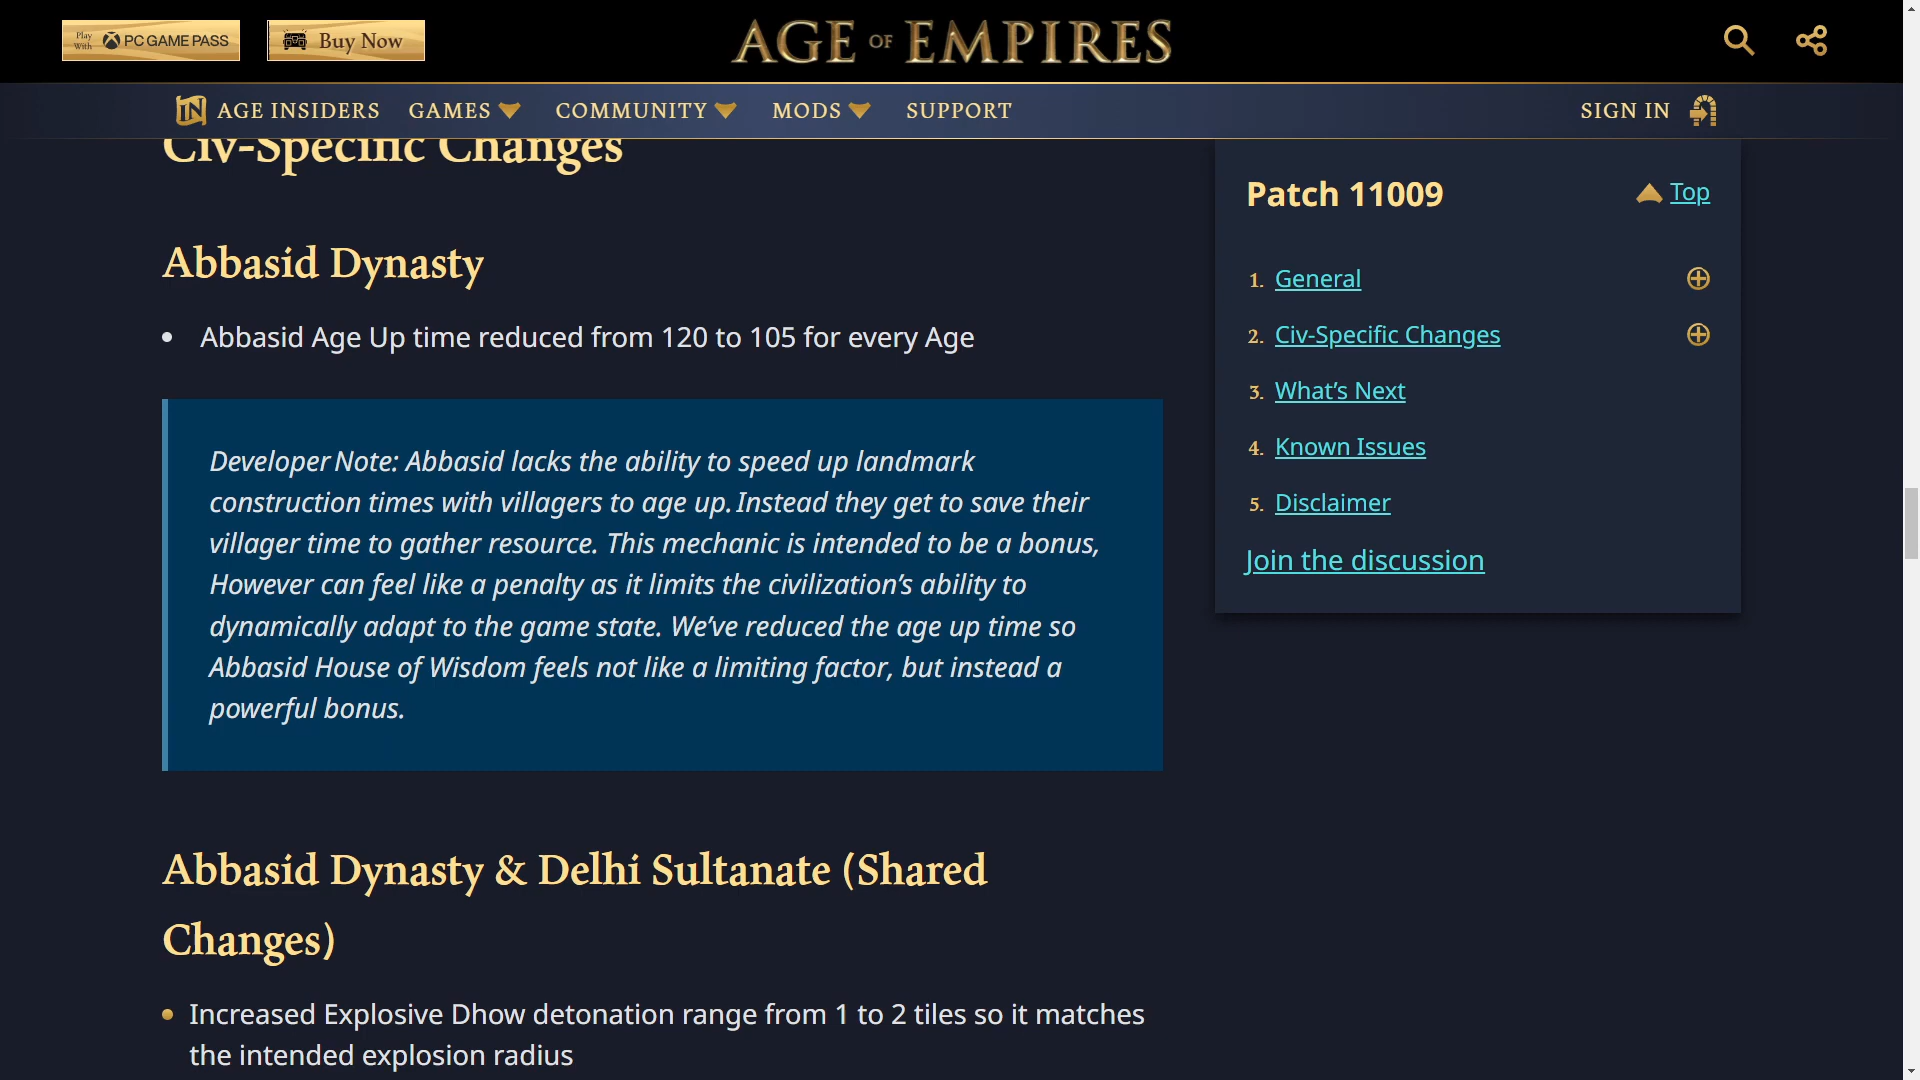 Play With PC GAME PASS
Buy Now
AGE OF EMPIRES
IN AGE INSIDERS GAMES COMMUNITY MODS SUPPORT SIGN IN
Civ-Specific Changes
Abbasid Dynasty
• Abbasid Age Up time reduced from 120 to 105 for every Age
Developer Note: Abbasid lacks the ability to speed up landmark
construction times with villagers to age up. Instead they get to save their
villager time to gather resource. This mechanic is intended to be a bonus,
However can feel like a penalty as it limits the civilization’s ability to
dynamically adapt to the game state. We’ve reduced the age up time so
Abbasid House of Wisdom feels not like a limiting factor, but instead a
powerful bonus.
Abbasid Dynasty & Delhi Sultanate (Shared
Changes)
• Increased Explosive Dhow detonation range from 1 to 2 tiles so it matches
the intended explosion radius
Patch 11009
Top
1. General
2. Civ-Specific Changes
3. What’s Next
4. Known Issues
5. Disclaimer
Join the discussion